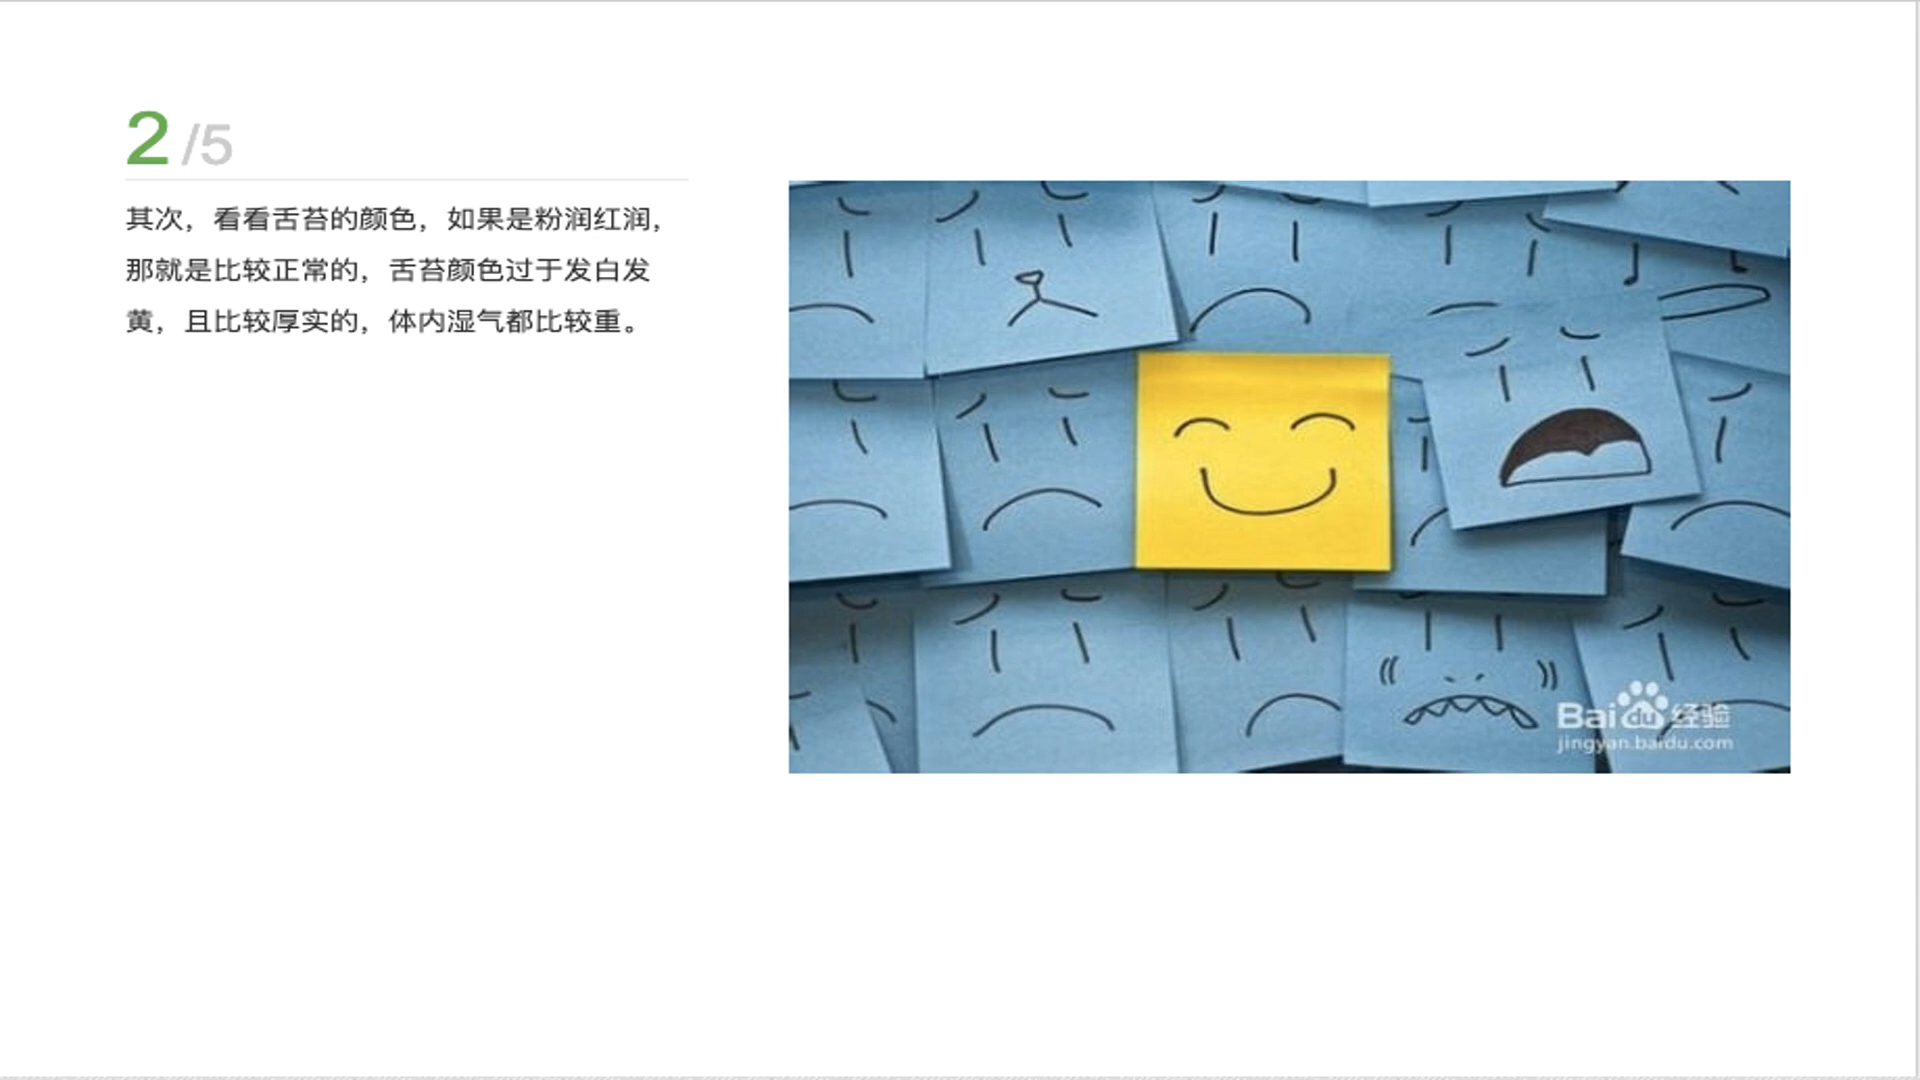 2/5
其次，看看舌苔的颜色，如果是粉润红润，
那就是比较正常的，舌苔颜色过于发白发
黄，且比较厚实的，体内湿气都比较重。
Baidu经验
jingyan.baidu.com